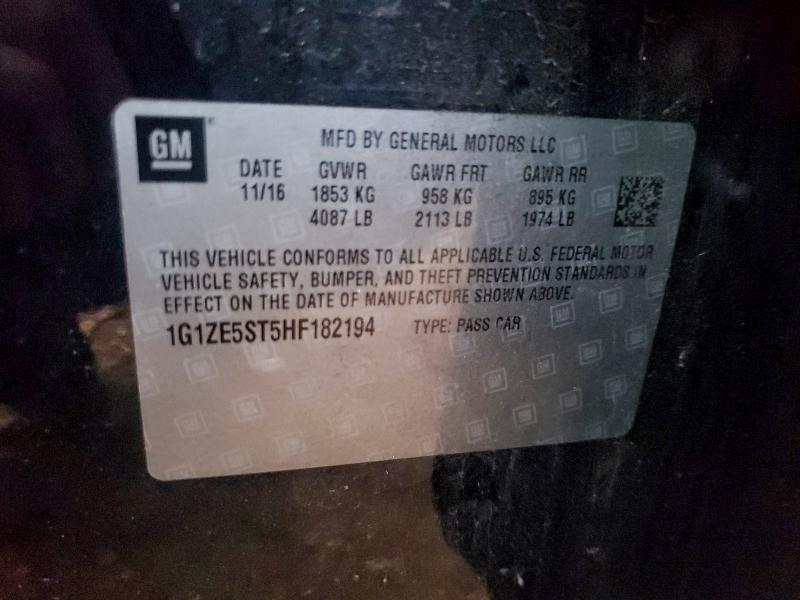 GM
MFD BY GENERAL MOTORS LLC
DATE GVWR GAWR FRT GAWR RR
11/16 1853 KG 958 KG 895 KG
4087 LB 2113 LB 1974 LB
THIS VEHICLE CONFORMS TO ALL APPLICABLE U.S. FEDERAL MOTOR
VEHICLE SAFETY, BUMPER, AND THEFT PREVENTION STANDARDS IN
EFFECT ON THE DATE OF MANUFACTURE SHOWN ABOVE.
1G1ZE5ST5HF182194 TYPE: PASS CAR